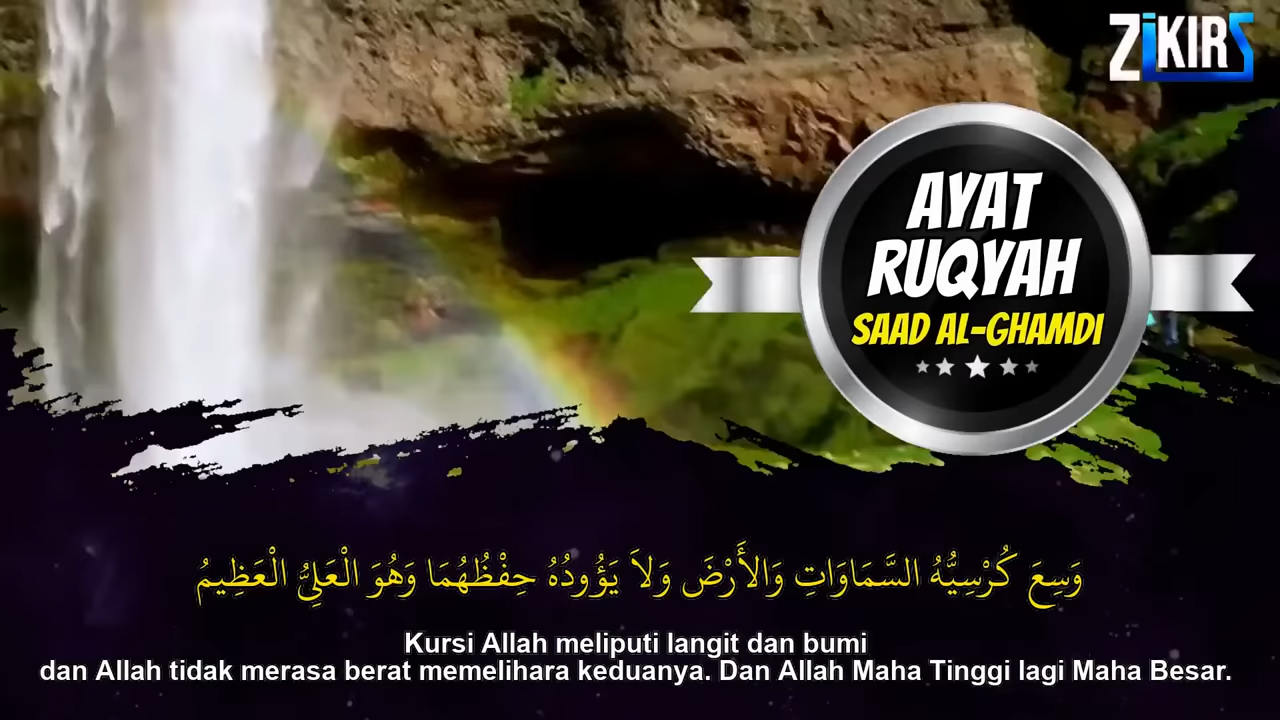 ZiKIRS
AYAT
RUQYAH
SAAD AL-GHAMDI
وَسِعَ كُرْسِيُّهُ السَّمَاوَاتِ وَالأَرْضَ وَلاَ يَؤُودُهُ حِفْظُهُمَا وَهُوَ الْعَلِيُّ الْعَظِيمُ
Kursi Allah meliputi langit dan bumi
dan Allah tidak merasa berat memelihara keduanya. Dan Allah Maha Tinggi lagi Maha Besar.